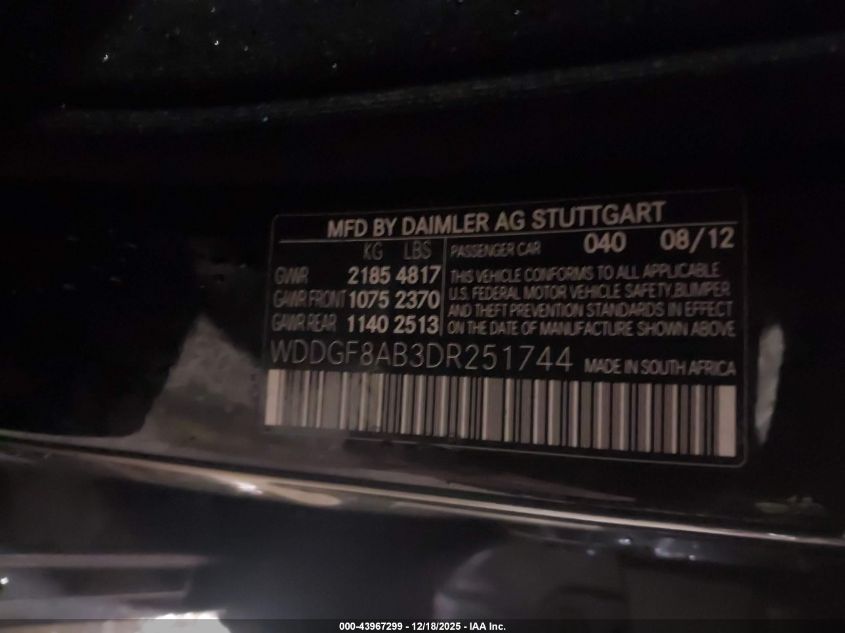 MFD BY DAIMLER AG STUTTGART
KG LBS PASSENGER CAR 040 08/12
GVWR 2185 4817 THIS VEHICLE CONFORMS TO ALL APPLICABLE
GAWR FRONT 1075 2370 U.S. FEDERAL MOTOR VEHICLE SAFETY, BUMPER
AND THEFT PREVENTION STANDARDS IN EFFECT
GAWR REAR 1140 2513 ON THE DATE OF MANUFACTURE SHOWN ABOVE
WDDGF8AB3DR251744 MADE IN SOUTH AFRICA
000-43967299 - 12/18/2025 - IAA Inc.